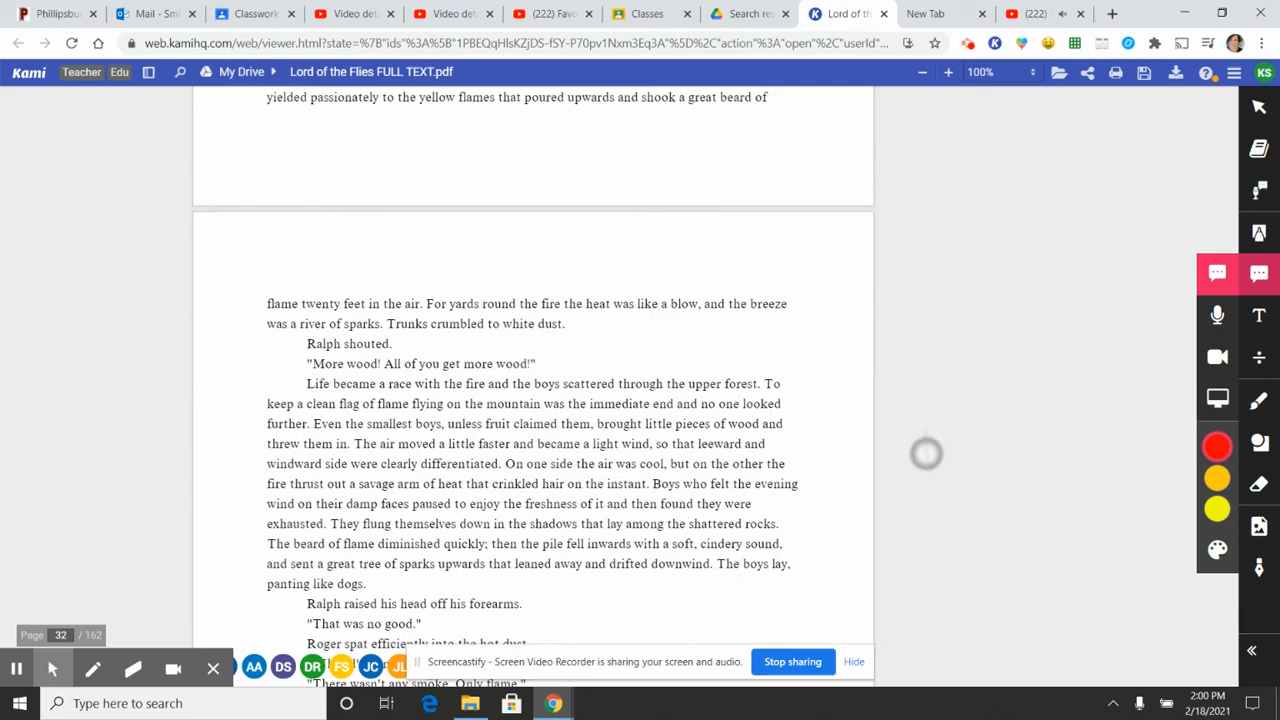 Phillipsbur
Mail - Smi
Classwork
Video det
Video det
(222) Favo
Classes
Search res
Lord of th
New Tab
(222)
web.kamihq.com/web/viewer.html?state=%7B"ids"%3A%5B"1PBEQqHlsKZjDS-fSY-P70pv1Nxm3Eq3A"%5D%2C"action"%3A"open"%2C"userId"...
Kami Teacher Edu My Drive Lord of the Flies FULL TEXT.pdf 100% KS
yielded passionately to the yellow flames that poured upwards and shook a great beard of
flame twenty feet in the air. For yards round the fire the heat was like a blow, and the breeze
was a river of sparks. Trunks crumbled to white dust.
Ralph shouted.
"More wood! All of you get more wood!"
Life became a race with the fire and the boys scattered through the upper forest. To
keep a clean flag of flame flying on the mountain was the immediate end and no one looked
further. Even the smallest boys, unless fruit claimed them, brought little pieces of wood and
threw them in. The air moved a little faster and became a light wind, so that leeward and
windward side were clearly differentiated. On one side the air was cool, but on the other the
fire thrust out a savage arm of heat that crinkled hair on the instant. Boys who felt the evening
wind on their damp faces paused to enjoy the freshness of it and then found they were
exhausted. They flung themselves down in the shadows that lay among the shattered rocks.
The beard of flame diminished quickly; then the pile fell inwards with a soft, cindery sound,
and sent a great tree of sparks upwards that leaned away and drifted downwind. The boys lay,
panting like dogs.
Ralph raised his head off his forearms.
"That was no good."
Roger spat efficiently into the hot dust.
"There wasn't any smoke. Only flame."
Page 32 / 162
AA DS DR FS JC JL
Screencastify - Screen Video Recorder is sharing your screen and audio. Stop sharing Hide
Type here to search
2:00 PM
2/18/2021